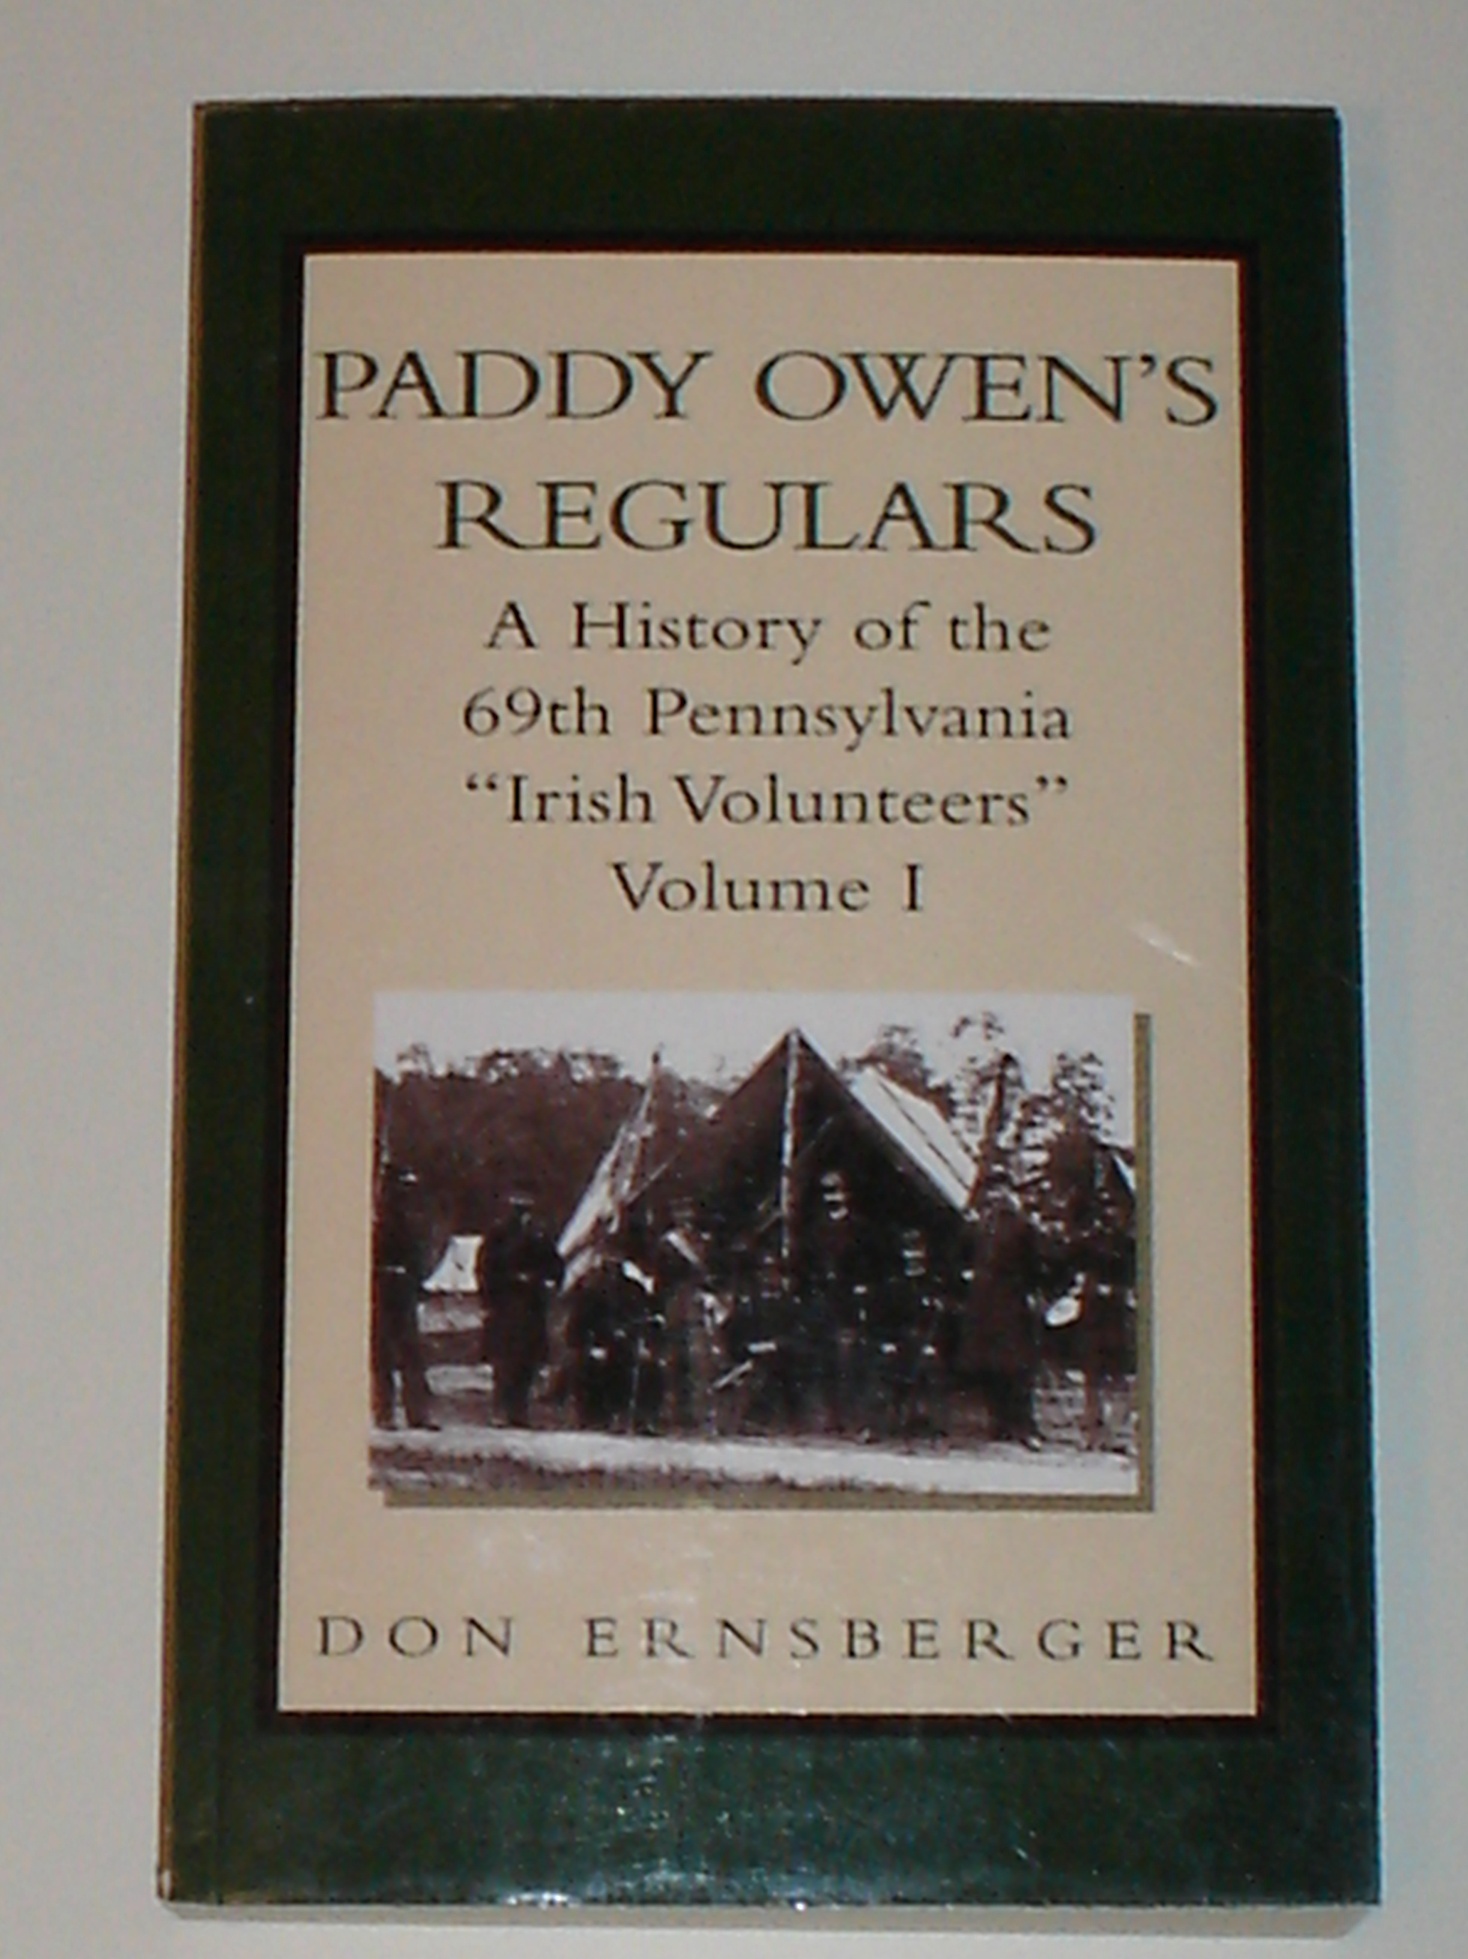 PADDY OWEN’S
REGULARS
A History of the
69th Pennsylvania
“Irish Volunteers”
Volume I
DON ERNSBERGER